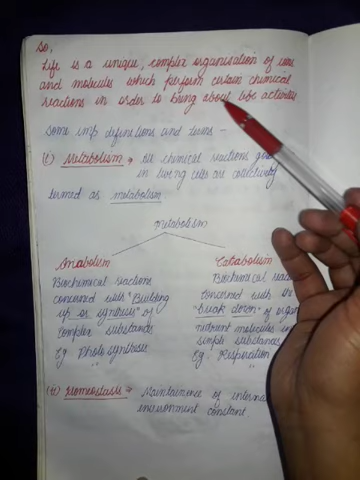 So,
Life is a unique, complex organisation of
and molecules which perform certain chemical
reactions in order to bring about life activities
Some imp definitions and terms –
(i) Metabolism → All chemical reactions
in living cells are collectively
termed as metabolism
Metabolism
Anabolism
Biochemical reactions
concerned with "Building
up or synthesis" of
complex substances
Eg. Photosynthesis
Catabolism
Biochemical
concerned with the
"break down" of
nutrient molecules
simple substances
Eg. Respiration
(ii) Homeostasis → Maintainence of
environment constant